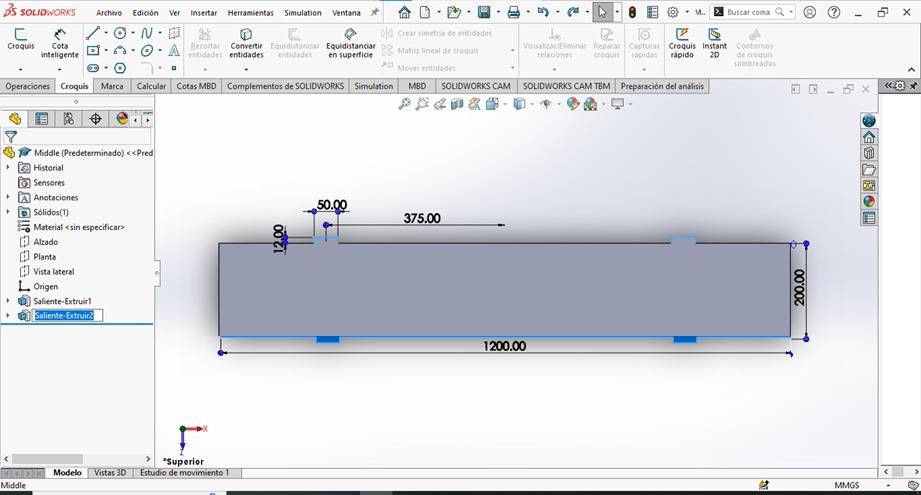 SOLIDWORKS Archivo Edición Ver Insertar Herramientas Simulation Ventana Buscar coma
Croquis
Cota inteligente
Recortar entidades
Convertir entidades
Equidistanciar entidades
Equidistanciar en superficie
Crear simetría de entidades
Matriz lineal de croquis
Mover entidades
Visualizar/Eliminar relaciones
Reparar croquis
Capturas rápidas
Croquis rápido
Instant 2D
Contornos de croquis sombreados
Operaciones Croquis Marca Calcular Cotas MBD Complementos de SOLIDWORKS Simulation MBD SOLIDWORKS CAM SOLIDWORKS CAM TBM Preparación del análisis
Middle (Predeterminado) <<Pred
Historial
Sensores
Anotaciones
Sólidos(1)
Material <sin especificar>
Alzado
Planta
Vista lateral
Origen
Saliente-Extruir1
Saliente-Extruir2
50.00
375.00
12.00
200.00
1200.00
X
Z
*Superior
Modelo Vistas 3D Estudio de movimiento 1
Middle MMGS